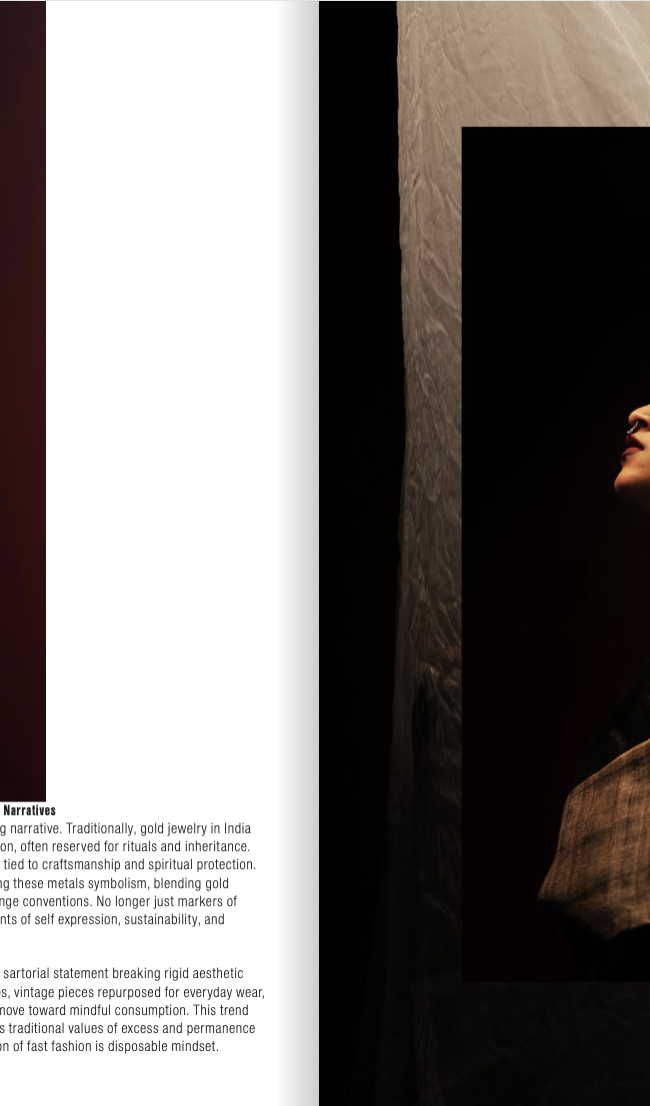 Narratives
g narrative. Traditionally, gold jewelry in India
on, often reserved for rituals and inheritance.
tied to craftsmanship and spiritual protection.
ng these metals symbolism, blending gold
nge conventions. No longer just markers of
nts of self expression, sustainability, and
sartorial statement breaking rigid aesthetic
s, vintage pieces repurposed for everyday wear,
move toward mindful consumption. This trend
s traditional values of excess and permanence
on of fast fashion is disposable mindset.